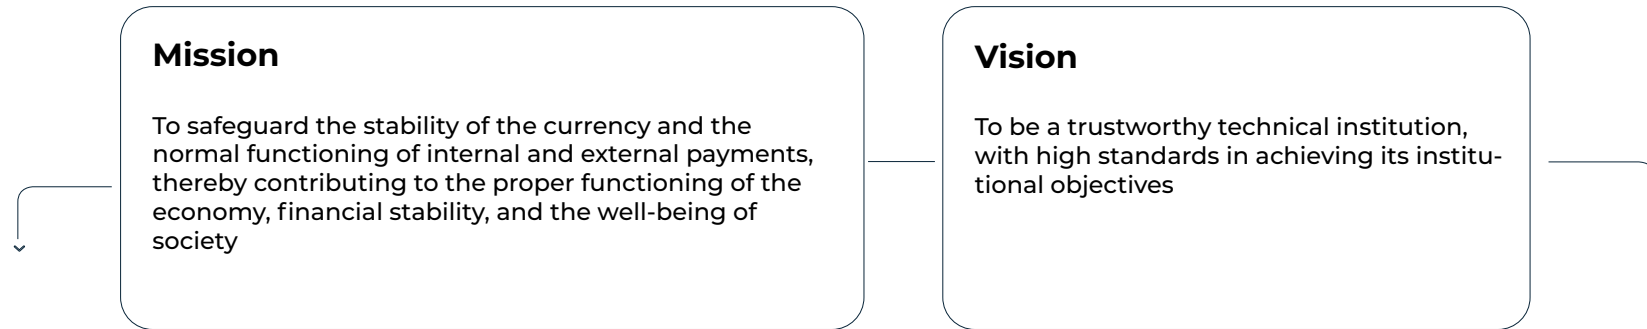 Mission
To safeguard the stability of the currency and the
normal functioning of internal and external payments,
thereby contributing to the proper functioning of the
economy, financial stability, and the well-being of
society
Vision
To be a trustworthy technical institution,
with high standards in achieving its institu-
tional objectives